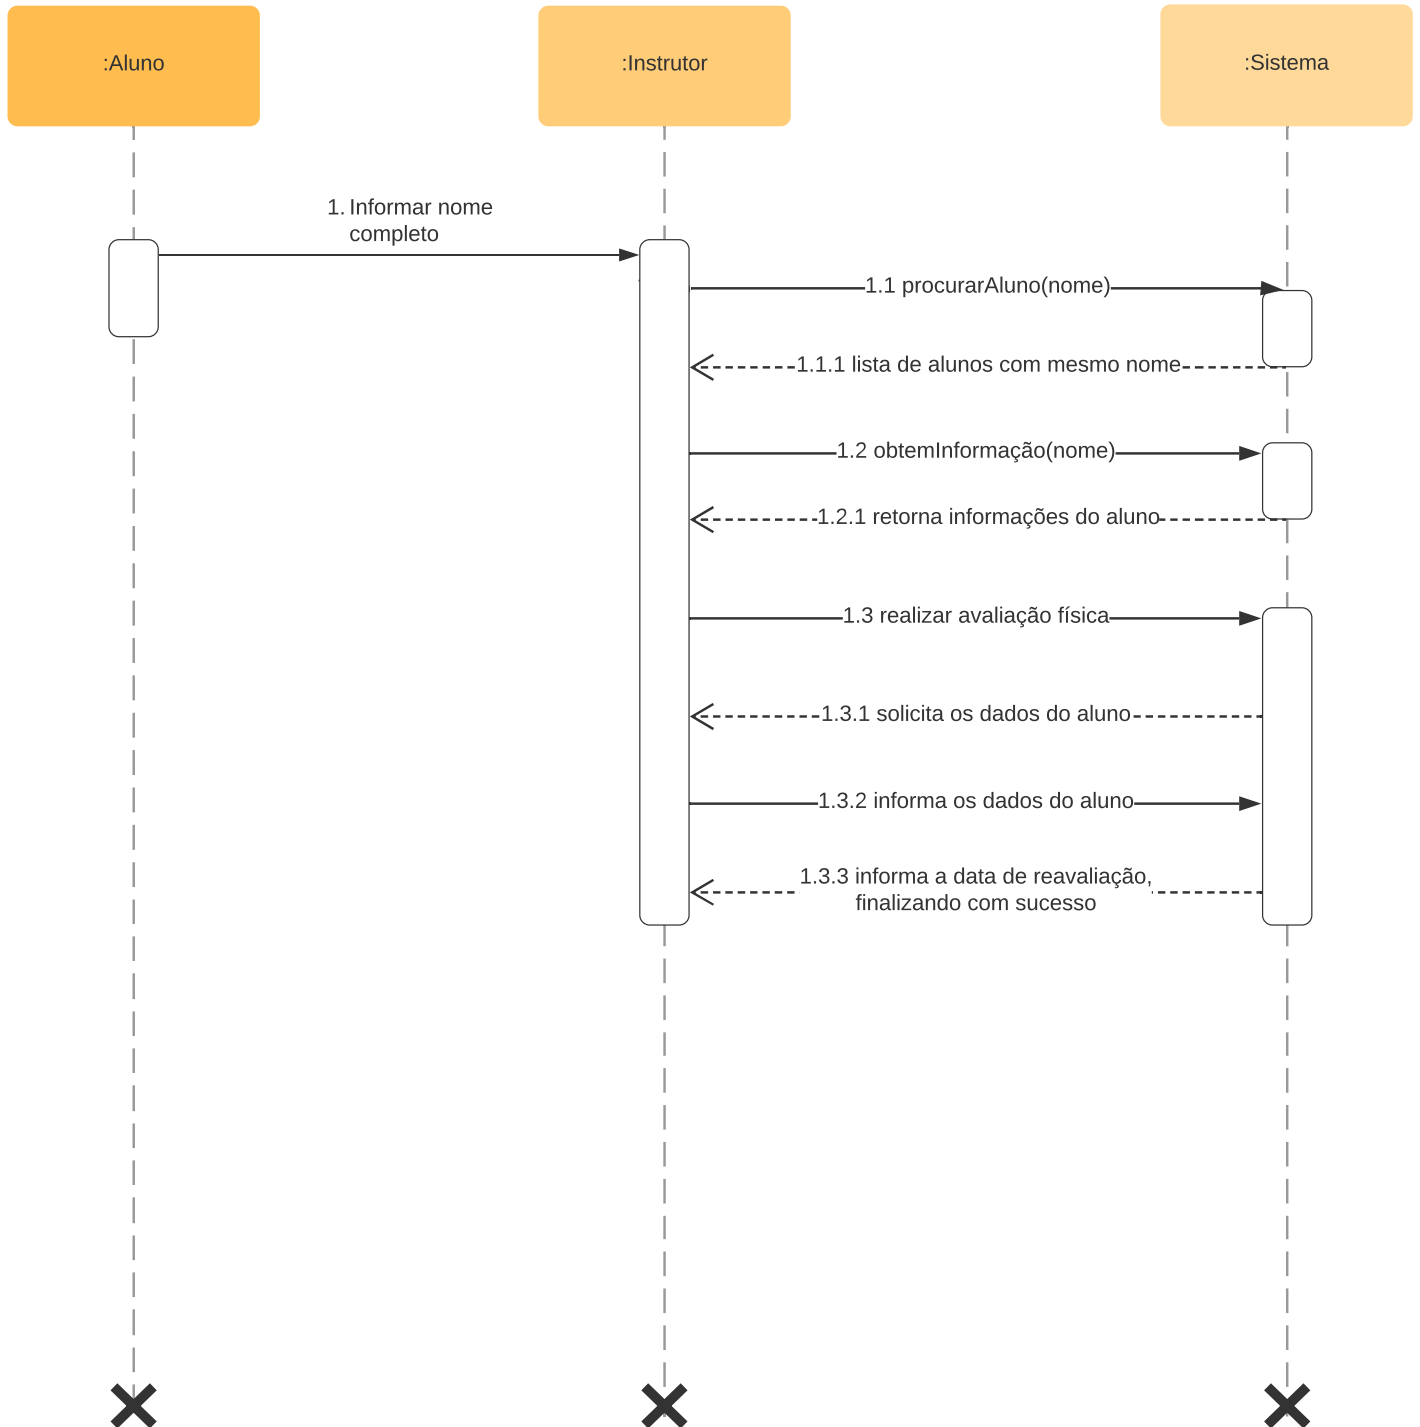 :Aluno
:Instrutor
:Sistema
1. Informar nome
completo
1.1 procurarAluno(nome)
1.1.1 lista de alunos com mesmo nome
1.2 obtemInformação(nome)
1.2.1 retorna informações do aluno
1.3 realizar avaliação física
1.3.1 solicita os dados do aluno
1.3.2 informa os dados do aluno
1.3.3 informa a data de reavaliação,
finalizando com sucesso